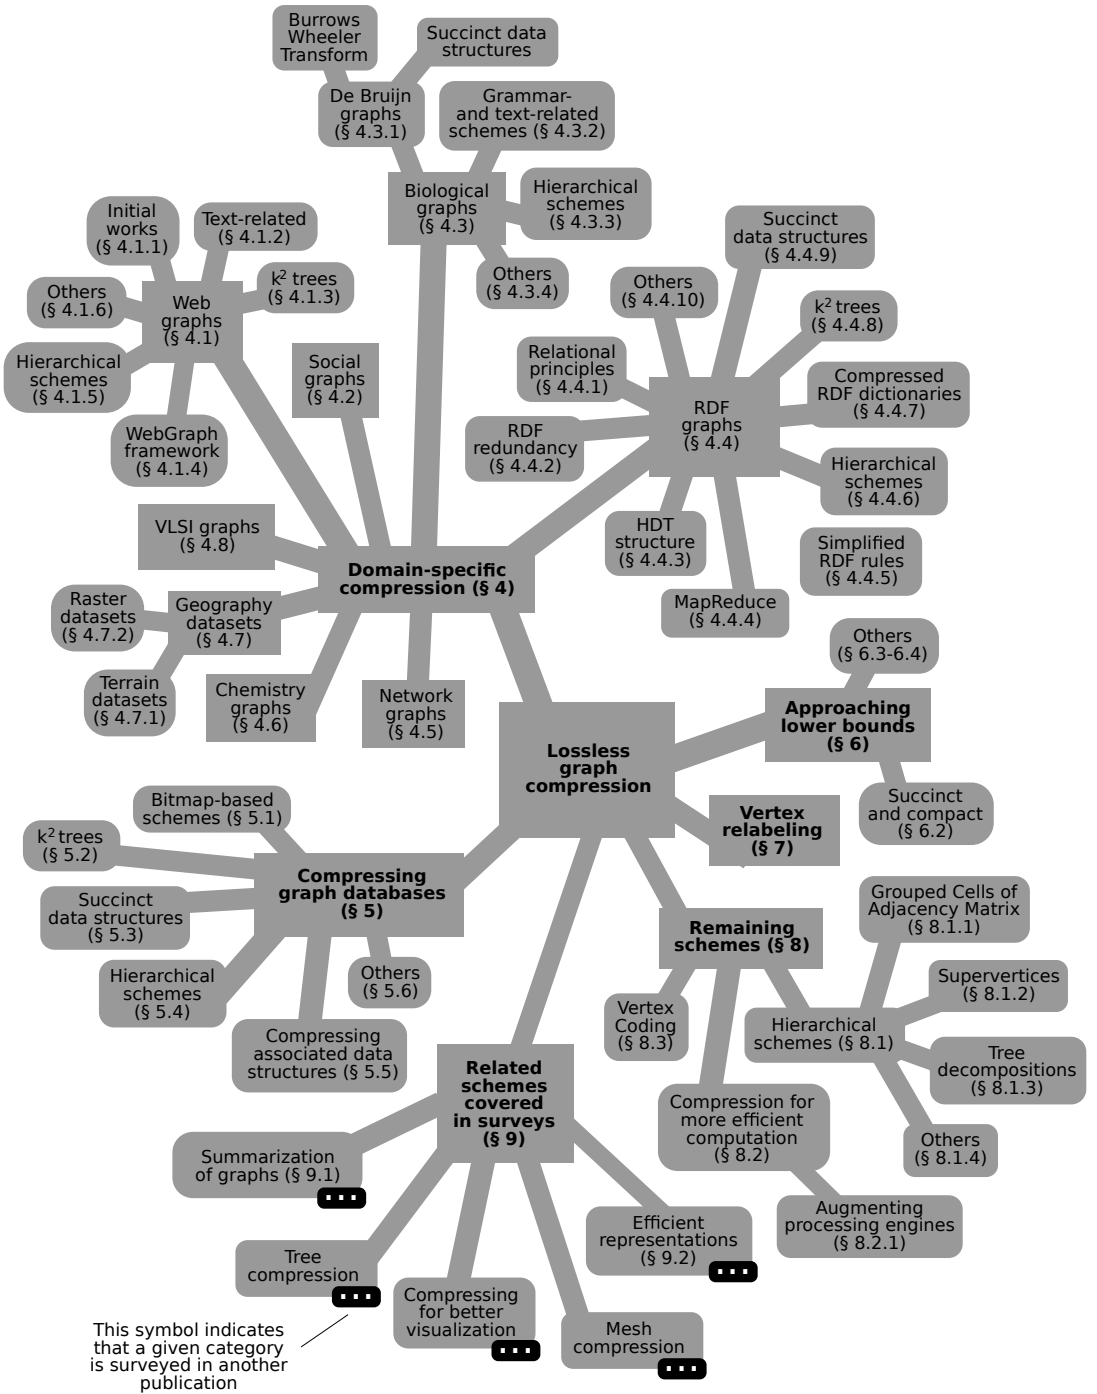 Burrows
Wheeler
Transform
Succinct data
structures
De Bruijn
graphs
(§ 4.3.1)
Grammar-
and text-related
schemes (§ 4.3.2)
Biological
graphs
(§ 4.3)
Hierarchical
schemes
(§ 4.3.3)
Others
(§ 4.3.4)
Initial
works
(§ 4.1.1)
Text-related
(§ 4.1.2)
k² trees
(§ 4.1.3)
Others
(§ 4.1.6)
Web
graphs
(§ 4.1)
Hierarchical
schemes
(§ 4.1.5)
WebGraph
framework
(§ 4.1.4)
Social
graphs
(§ 4.2)
Succinct
data structures
(§ 4.4.9)
Others
(§ 4.4.10)
k² trees
(§ 4.4.8)
Relational
principles
(§ 4.4.1)
RDF
graphs
(§ 4.4)
Compressed
RDF dictionaries
(§ 4.4.7)
RDF
redundancy
(§ 4.4.2)
Hierarchical
schemes
(§ 4.4.6)
HDT
structure
(§ 4.4.3)
Simplified
RDF rules
(§ 4.4.5)
MapReduce
(§ 4.4.4)
VLSI graphs
(§ 4.8)
Domain-specific
compression (§ 4)
Raster
datasets
(§ 4.7.2)
Geography
datasets
(§ 4.7)
Terrain
datasets
(§ 4.7.1)
Chemistry
graphs
(§ 4.6)
Network
graphs
(§ 4.5)
Others
(§ 6.3-6.4)
Approaching
lower bounds
(§ 6)
Succinct
and compact
(§ 6.2)
Lossless
graph
compression
Vertex
relabeling
(§ 7)
Bitmap-based
schemes (§ 5.1)
k² trees
(§ 5.2)
Compressing
graph databases
(§ 5)
Succinct
data structures
(§ 5.3)
Hierarchical
schemes
(§ 5.4)
Others
(§ 5.6)
Compressing
associated data
structures (§ 5.5)
Remaining
schemes (§ 8)
Grouped Cells of
Adjacency Matrix
(§ 8.1.1)
Supervertices
(§ 8.1.2)
Vertex
Coding
(§ 8.3)
Hierarchical
schemes (§ 8.1)
Tree
decompositions
(§ 8.1.3)
Others
(§ 8.1.4)
Compression for
more efficient
computation
(§ 8.2)
Augmenting
processing engines
(§ 8.2.1)
Related
schemes
covered
in surveys
(§ 9)
Summarization
of graphs (§ 9.1)
...
Tree
compression
...
Compressing
for better
visualization
...
Efficient
representations
(§ 9.2)
...
Mesh
compression
...
This symbol indicates
that a given category
is surveyed in another
publication